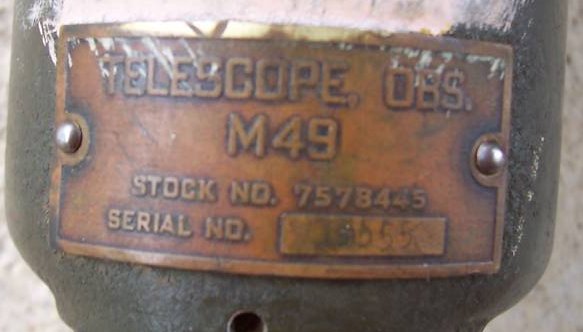 TELESCOPE, OBS.
M49
STOCK NO. 7578445
SERIAL NO.